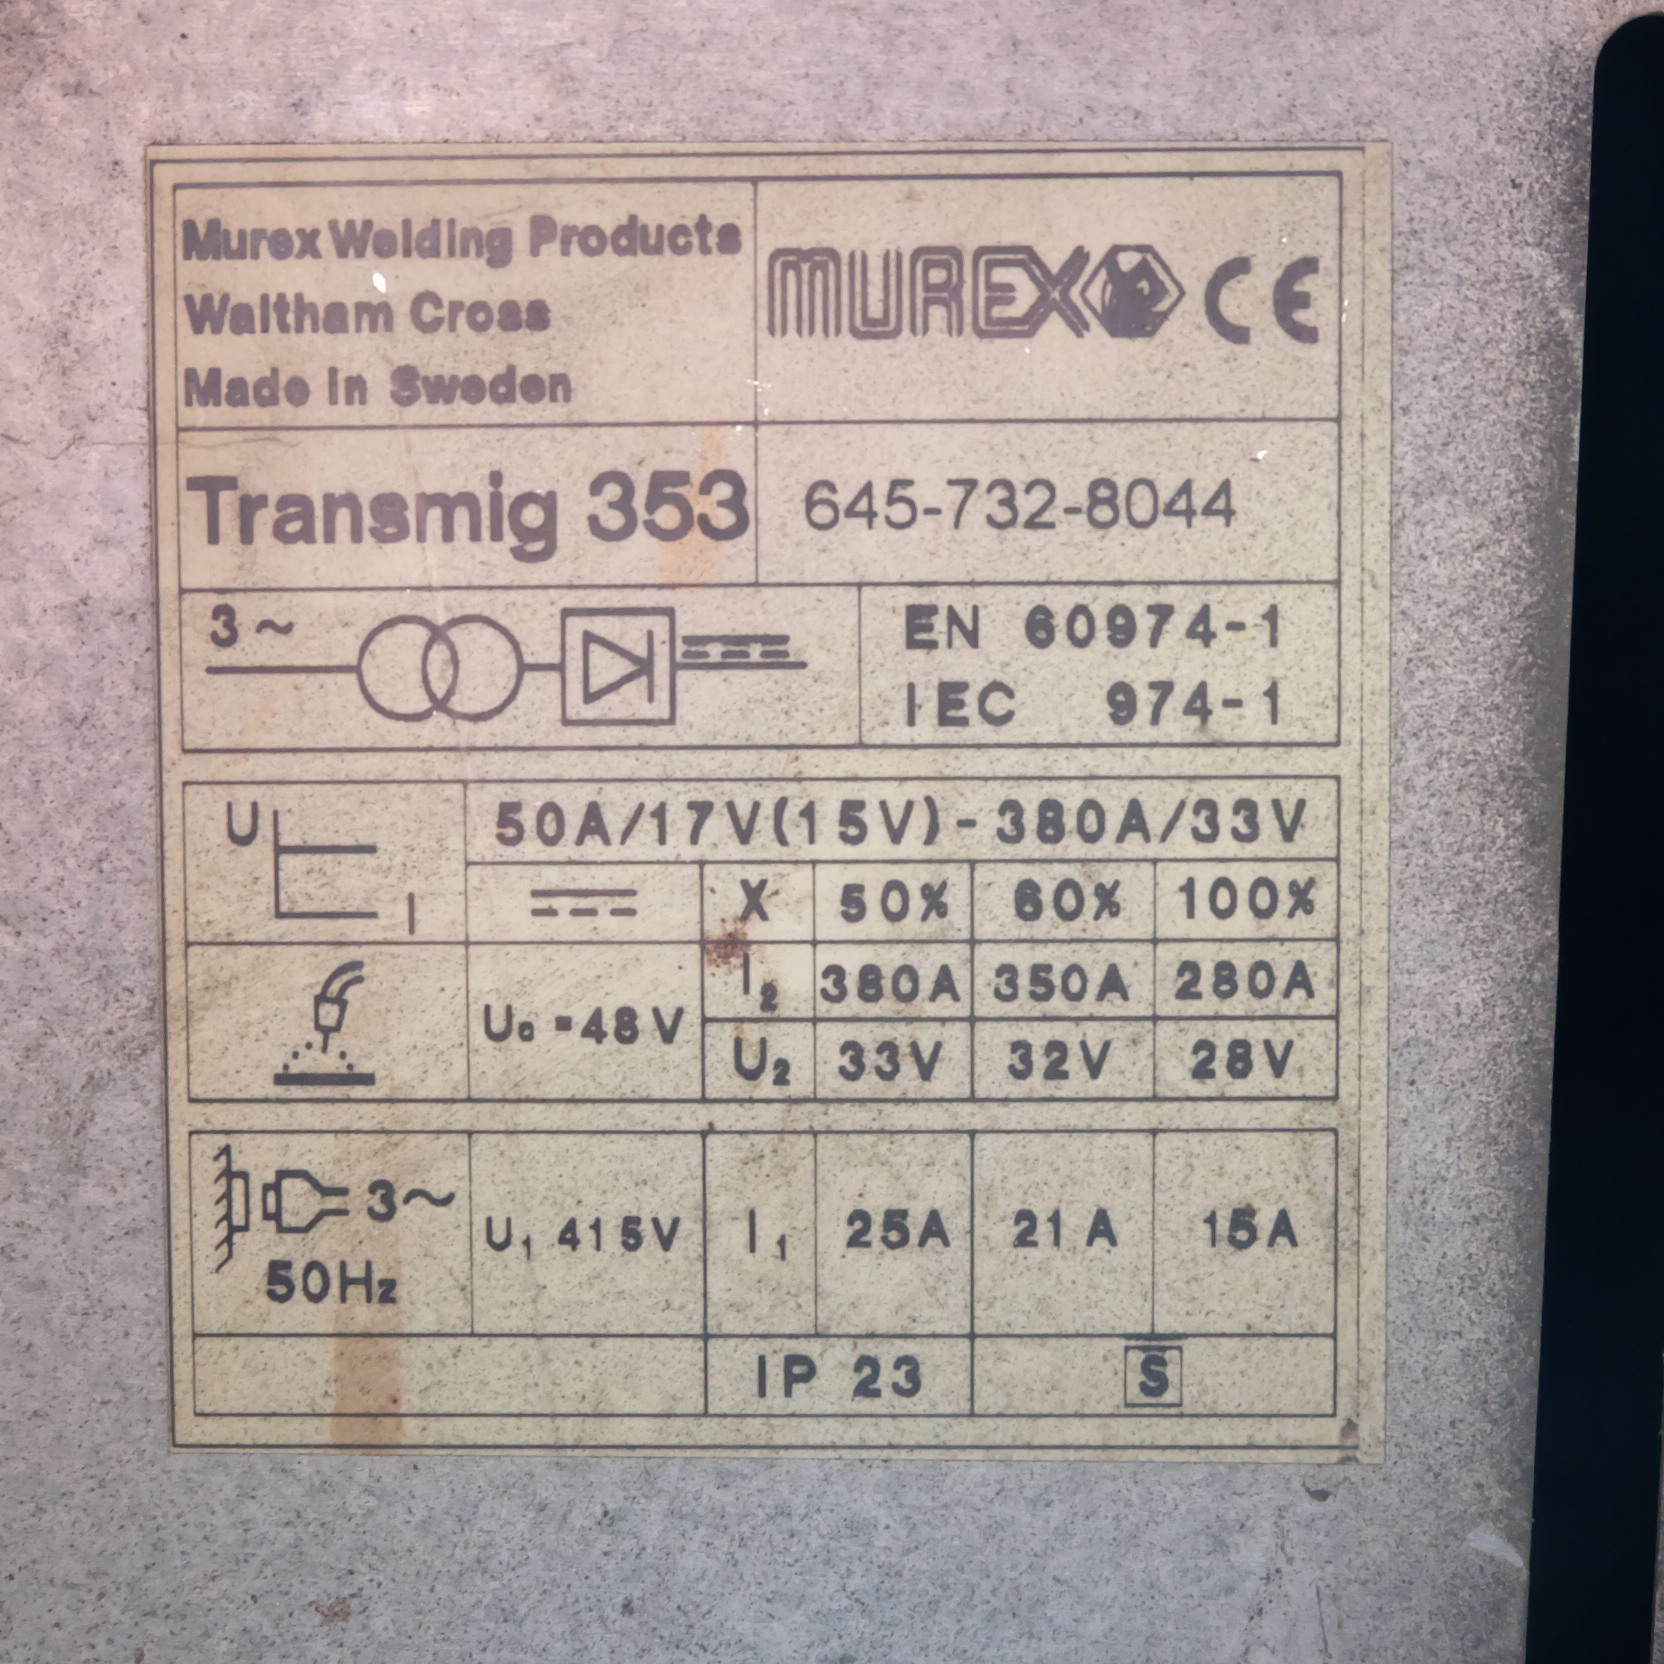 Murex Welding Products
Waltham Cross
Made in Sweden
MUREX CE
Transmig 353
645-732-8044
3~
EN 60974-1
IEC 974-1
U
I
50A/17V(15V)-380A/33V
X 50% 60% 100%
U₀ =48V
I₂ 380A 350A 280A
U₂ 33V 32V 28V
3~
50Hz
U₁ 415V
I₁ 25A 21A 15A
IP 23
S